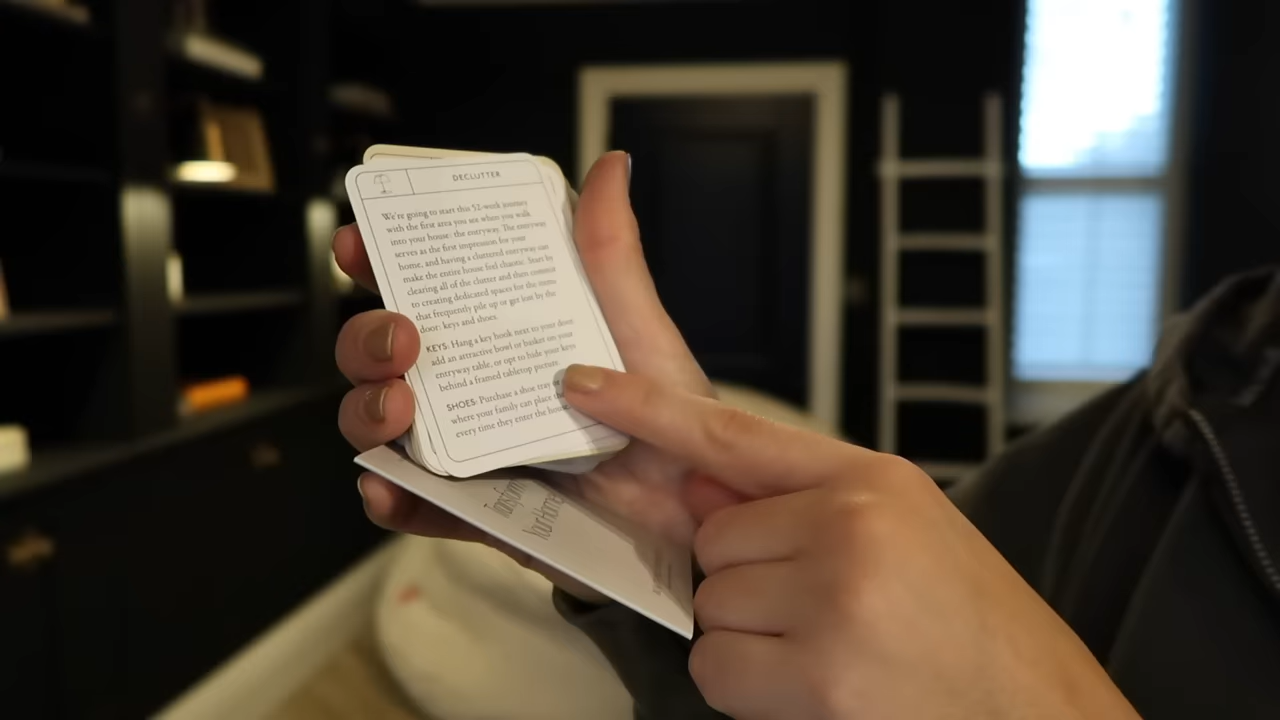 DECLUTTER
We're going to start this 52-week journey
with the first area you see when you walk
into your house: the entryway. The entryway
serves as the first impression for your
home, and having a cluttered entryway can
make the entire house feel chaotic. Start by
clearing all of the clutter and then commit
to creating dedicated spaces for the items
that frequently pile up or get lost by the
door: keys and shoes.
KEYS: Hang a key hook next to your door,
add an attractive bowl or basket on your
entryway table, or opt to hide your keys
behind a framed tabletop picture.
SHOES: Purchase a shoe tray or
where your family can place
every time they enter the house.
Transform
Your Home